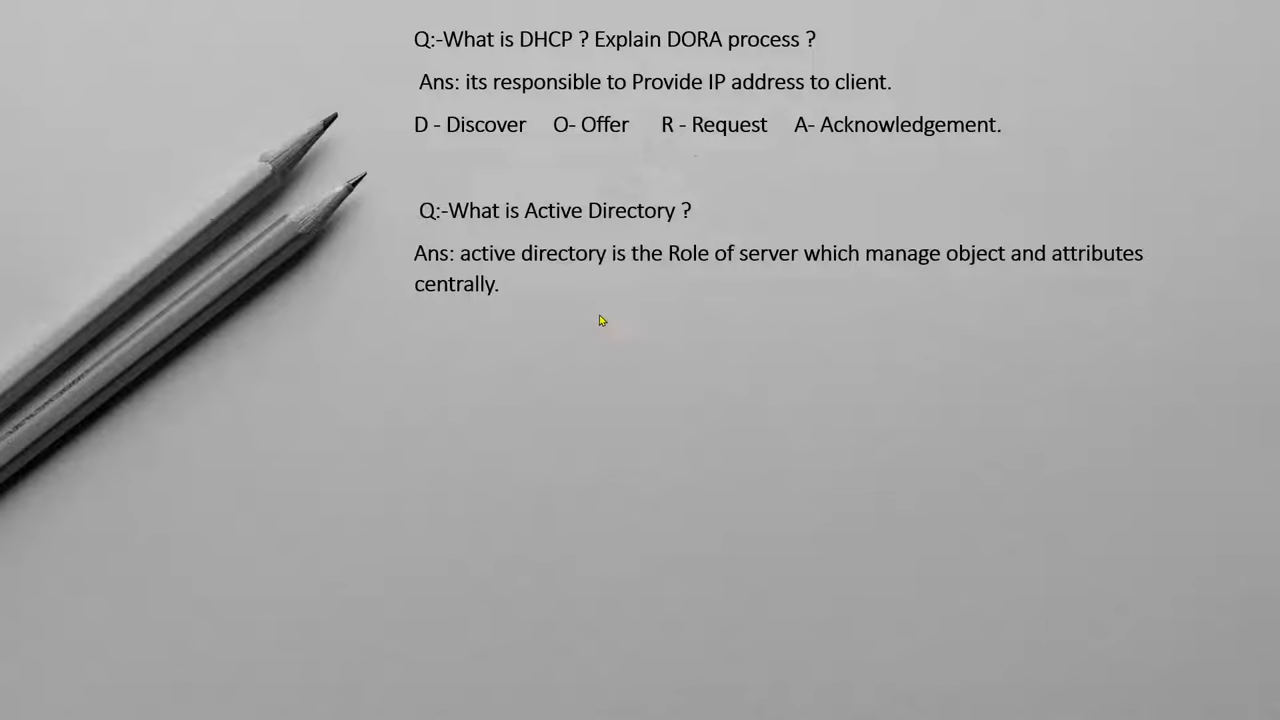 Q:-What is DHCP ? Explain DORA process ?
Ans: its responsible to Provide IP address to client.
D - Discover O- Offer R - Request A- Acknowledgement.
Q:-What is Active Directory ?
Ans: active directory is the Role of server which manage object and attributes
centrally.